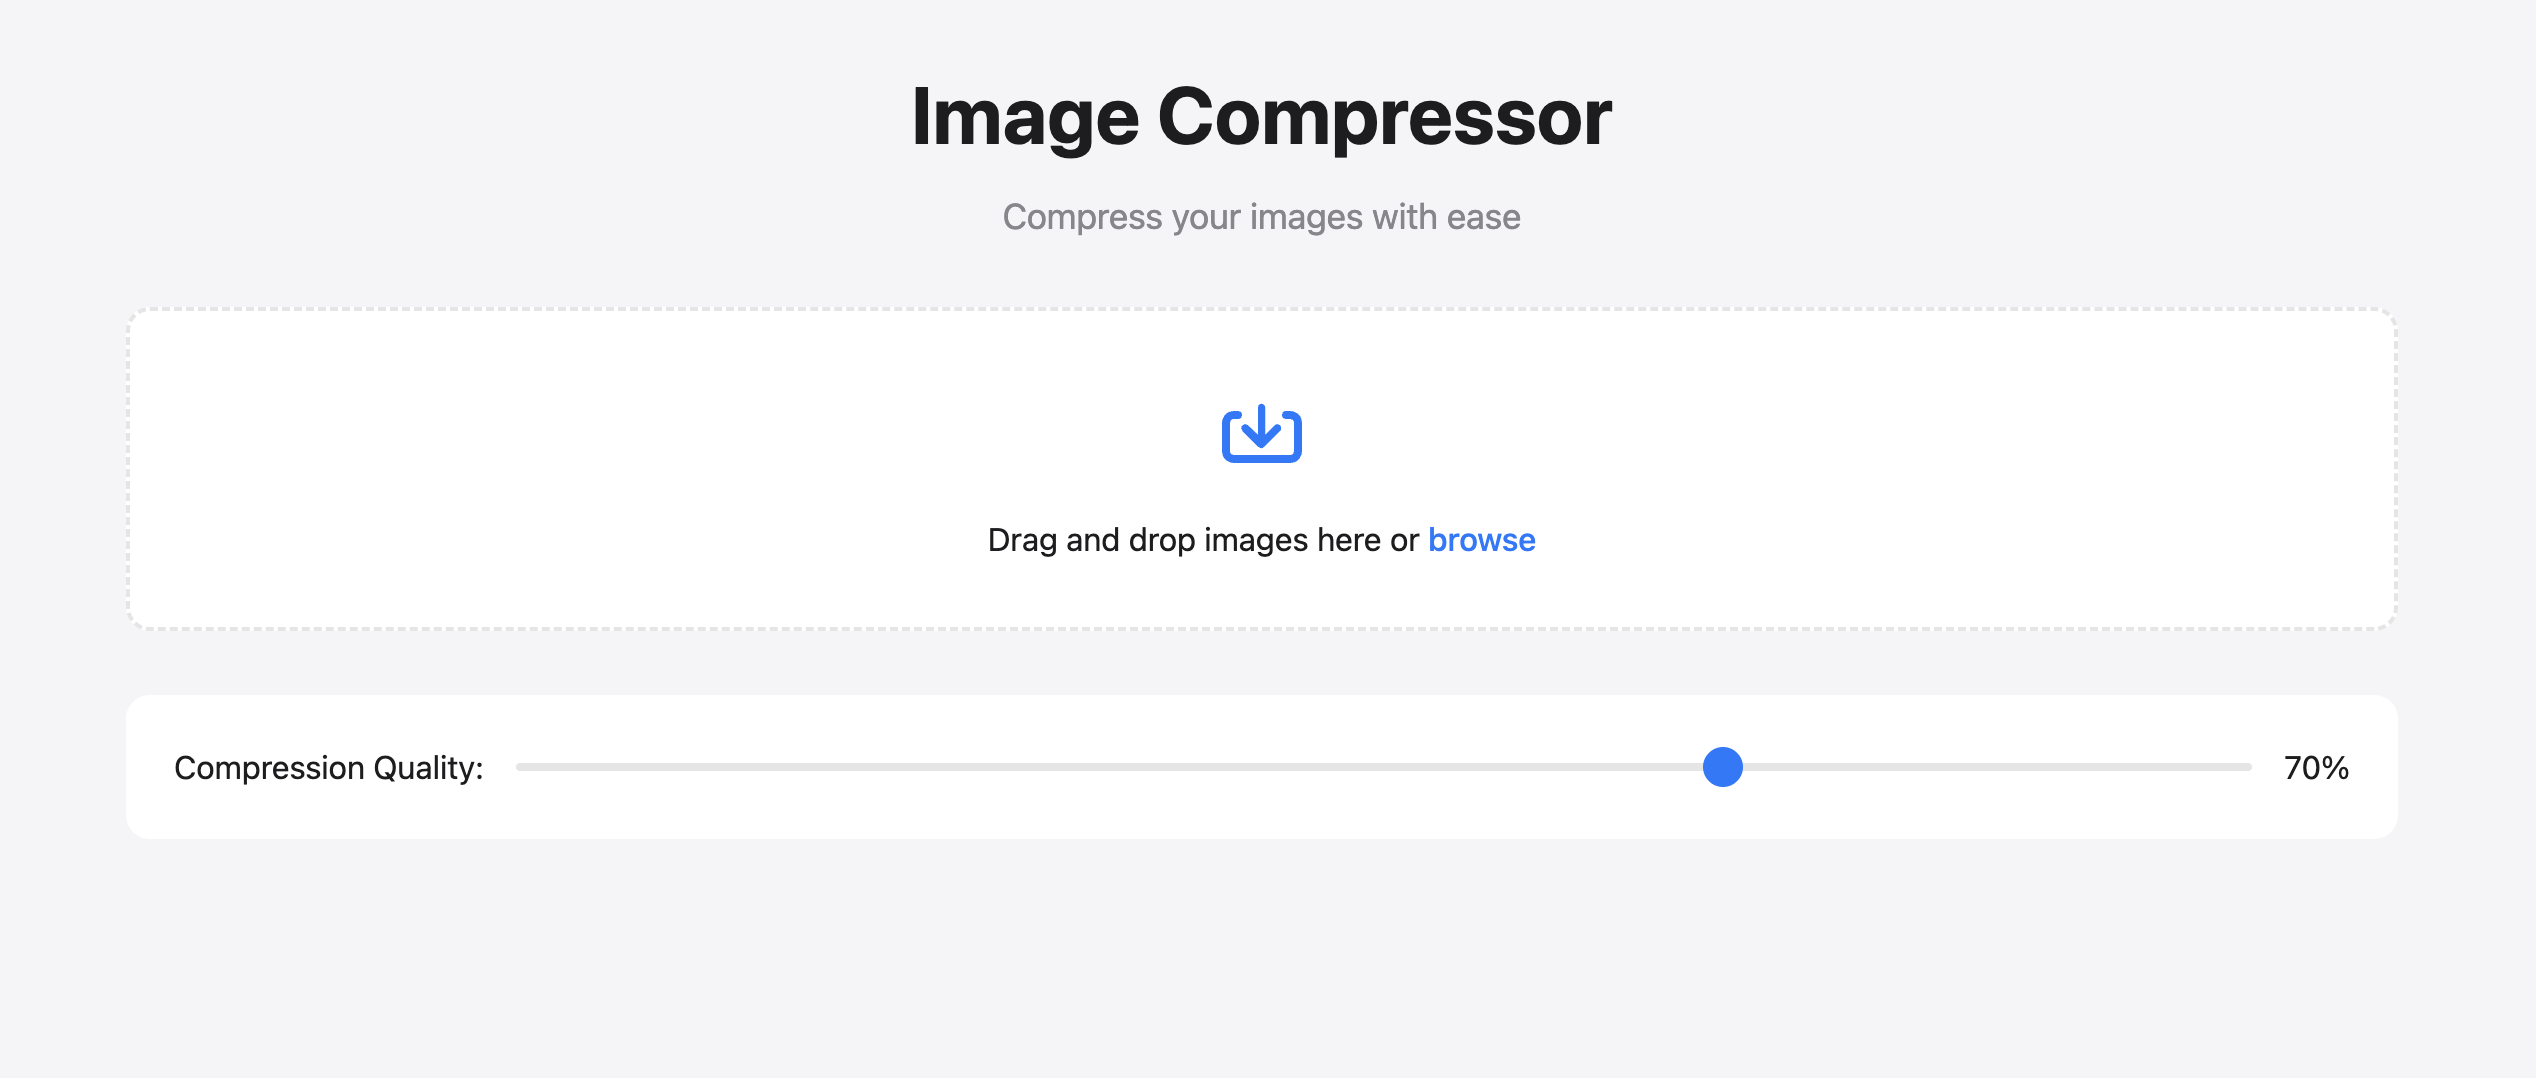 Image Compressor
Compress your images with ease
Drag and drop images here or browse
Compression Quality: 70%